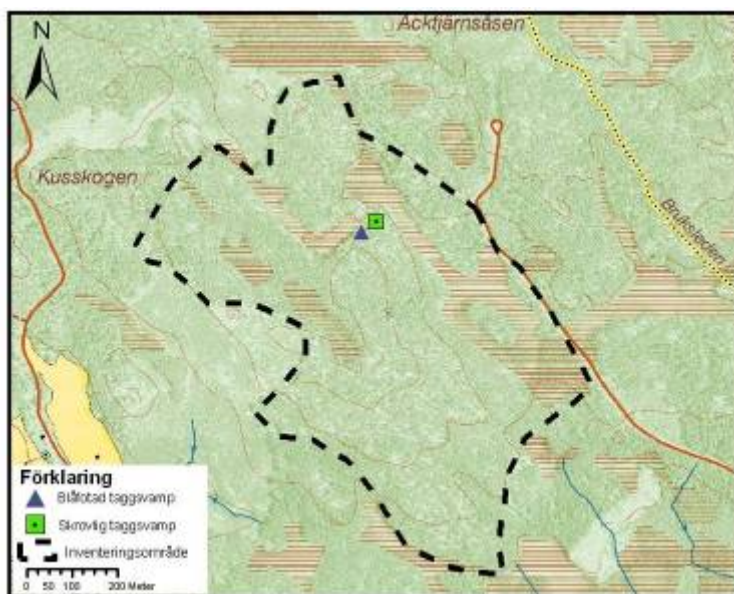 Acktjärnsåsen
N
Kusskogen
Bruksleden
Förklaring
Blåfotad taggsvamp
Skrovlig taggsvamp
Inventeringsområde
0 50 100 200 Meter